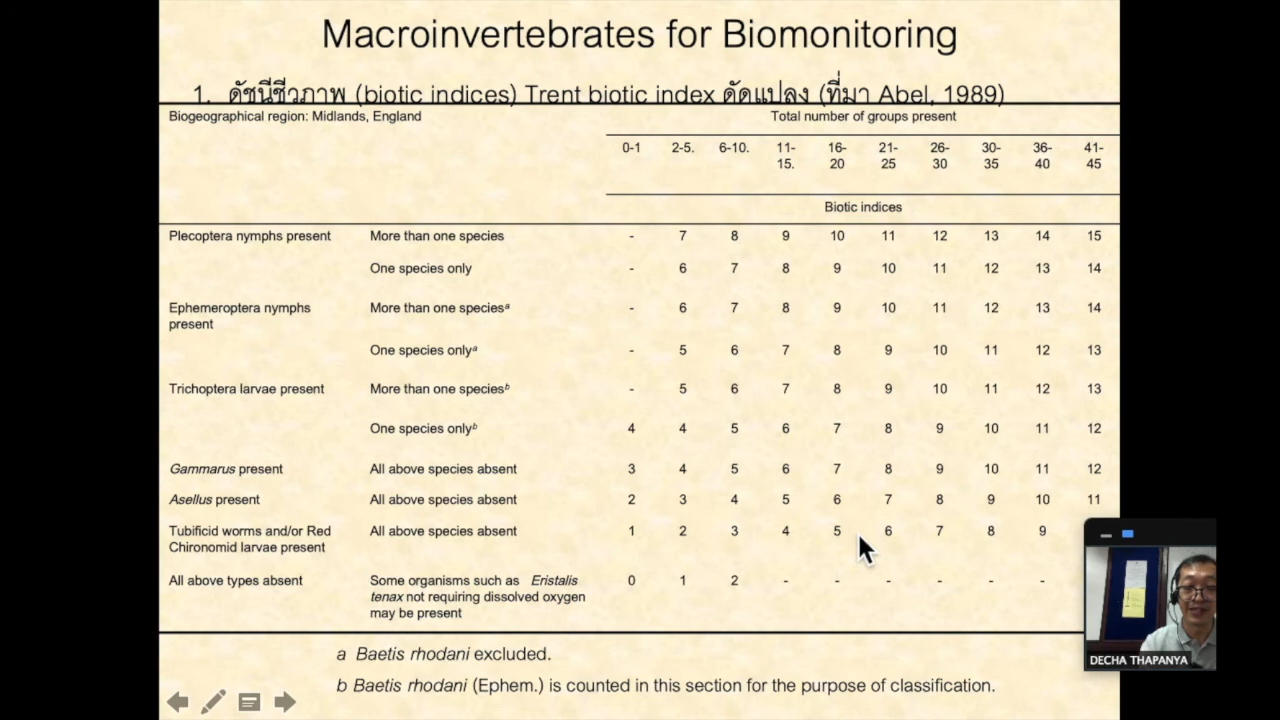 Macroinvertebrates for Biomonitoring
1. ดัชนีชีวภาพ (biotic indices) Trent biotic index ดัดแปลง (ที่มา Abel, 1989)
Biogeographical region: Midlands, England Total number of groups present
0-1 2-5. 6-10. 11-15. 16-20 21-25 26-30 30-35 36-40 41-45
Biotic indices
Plecoptera nymphs present More than one species - 7 8 9 10 11 12 13 14 15
One species only - 6 7 8 9 10 11 12 13 14
Ephemeroptera nymphs present More than one species a - 6 7 8 9 10 11 12 13 14
One species only a - 5 6 7 8 9 10 11 12 13
Trichoptera larvae present More than one species b - 5 6 7 8 9 10 11 12 13
One species only b 4 4 5 6 7 8 9 10 11 12
Gammarus present All above species absent 3 4 5 6 7 8 9 10 11 12
Asellus present All above species absent 2 3 4 5 6 7 8 9 10 11
Tubificid worms and/or Red Chironomid larvae present All above species absent 1 2 3 4 5 6 7 8 9
All above types absent Some organisms such as Eristalis tenax not requiring dissolved oxygen may be present 0 1 2 - - - - - -
a Baetis rhodani excluded.
b Baetis rhodani (Ephem.) is counted in this section for the purpose of classification.
DECHA THAPANYA